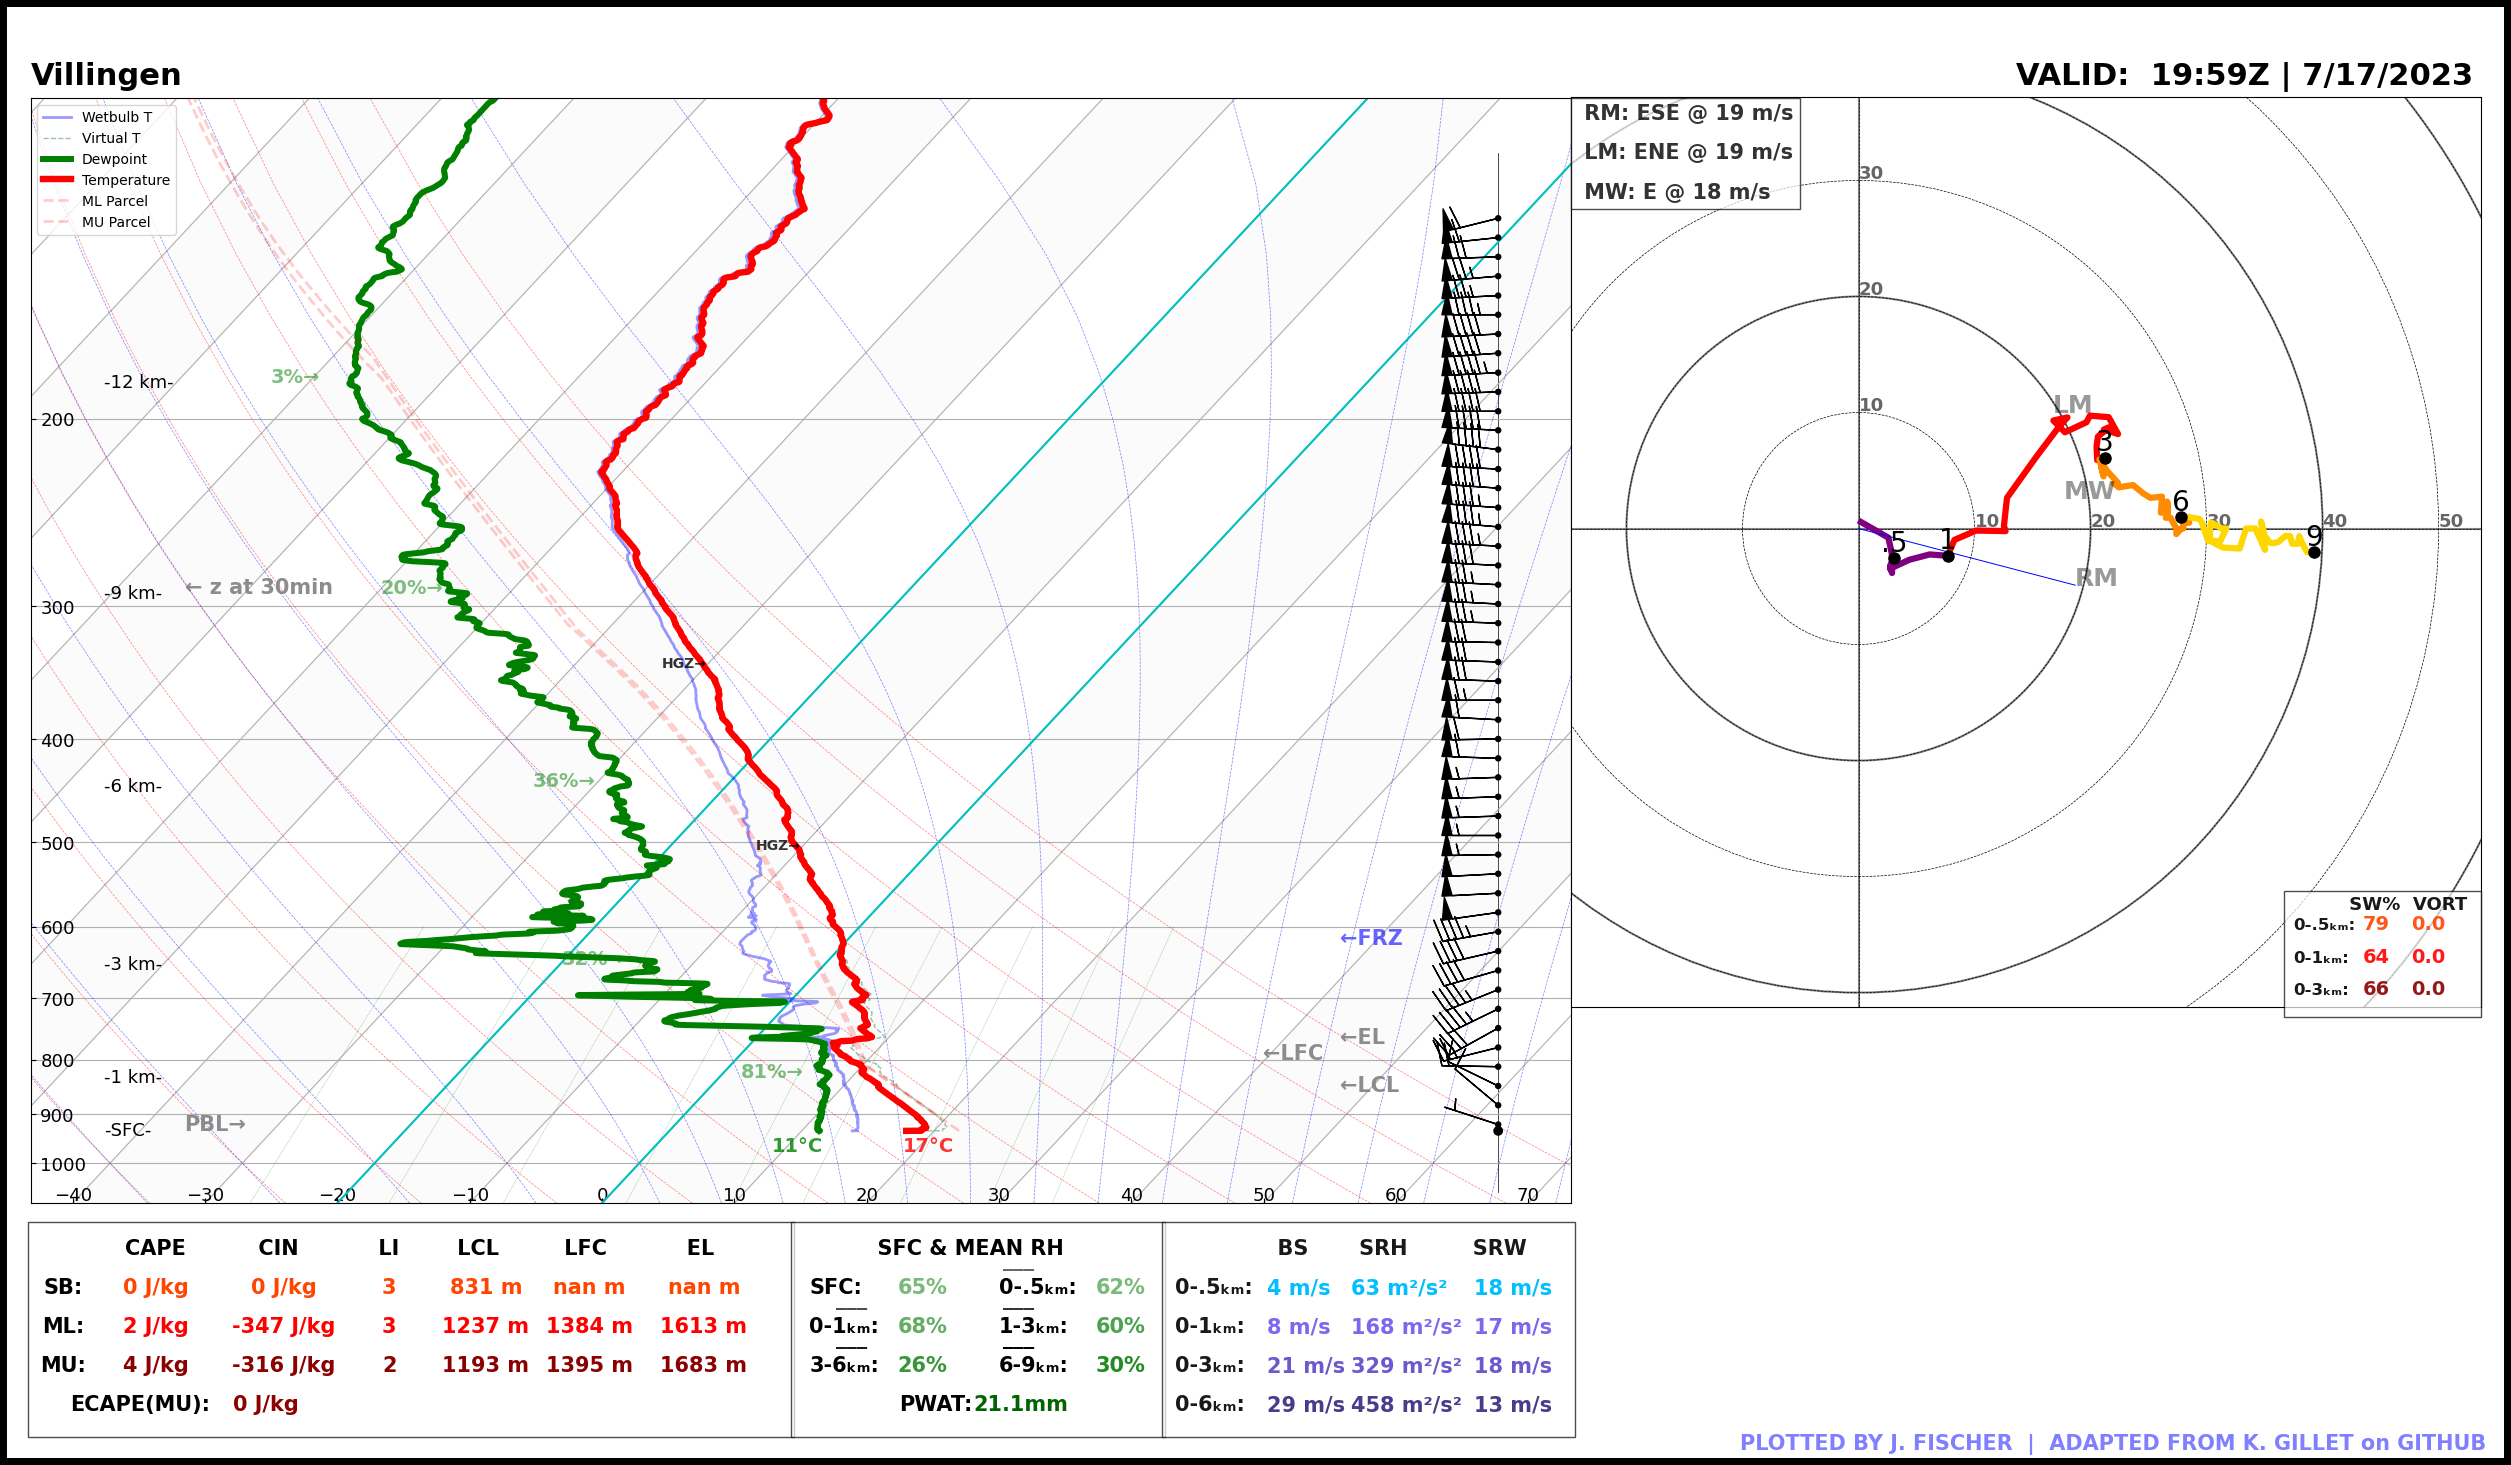 Villingen
VALID:  19:59Z | 7/17/2023
Wetbulb T
Virtual T
Dewpoint
Temperature
ML Parcel
MU Parcel
3%→
-12 km-
200
← z at 30min
20%→
-9 km-
300
HGZ→
400
36%→
-6 km-
HGZ→
500
600
←FRZ
32%→
-3 km-
700
←EL
←LFC
800
81%→
-1 km-
←LCL
900
PBL→
-SFC-
11°C 17°C
1000
−40 −30 −20 −10 0 10 20 30 40 50 60 70
RM: ESE @ 19 m/s
LM: ENE @ 19 m/s
MW: E @ 18 m/s
30
20
10
LM
3
MW
6
10 20 30 40 50
.5 1 9
RM
SW% VORT
0-.5ₖₘ: 79 0.0
0-1ₖₘ: 64 0.0
0-3ₖₘ: 66 0.0
CAPE CIN LI LCL LFC EL
SB: 0 J/kg 0 J/kg 3 831 m nan m nan m
ML: 2 J/kg -347 J/kg 3 1237 m 1384 m 1613 m
MU: 4 J/kg -316 J/kg 2 1193 m 1395 m 1683 m
ECAPE(MU): 0 J/kg
SFC & MEAN RH
SFC: 65% 0-.5ₖₘ: 62%
0-1ₖₘ: 68% 1-3ₖₘ: 60%
3-6ₖₘ: 26% 6-9ₖₘ: 30%
PWAT: 21.1mm
BS SRH SRW
0-.5ₖₘ: 4 m/s 63 m²/s² 18 m/s
0-1ₖₘ: 8 m/s 168 m²/s² 17 m/s
0-3ₖₘ: 21 m/s 329 m²/s² 18 m/s
0-6ₖₘ: 29 m/s 458 m²/s² 13 m/s
PLOTTED BY J. FISCHER  |  ADAPTED FROM K. GILLET on GITHUB